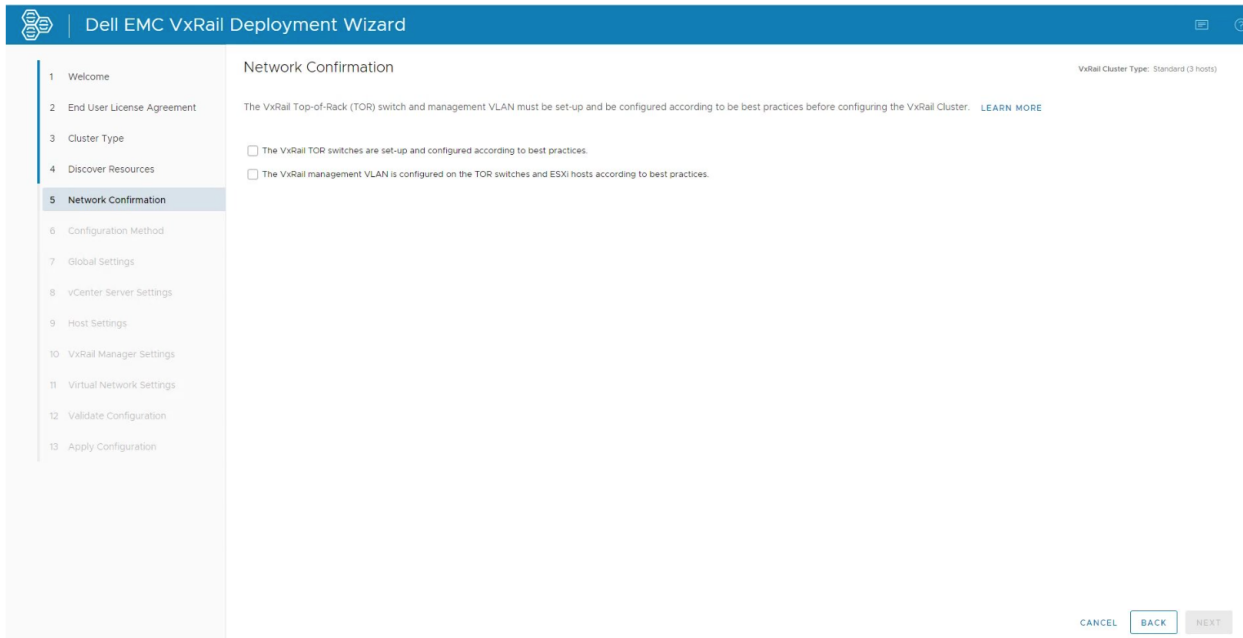 Dell EMC VxRail Deployment Wizard
1 Welcome
2 End User License Agreement
3 Cluster Type
4 Discover Resources
5 Network Confirmation
6 Configuration Method
7 Global Settings
8 vCenter Server Settings
9 Host Settings
10 VxRail Manager Settings
11 Virtual Network Settings
12 Validate Configuration
13 Apply Configuration
Network Confirmation
VxRail Cluster Type: Standard (3 hosts)
The VxRail Top-of-Rack (TOR) switch and management VLAN must be set-up and be configured according to be best practices before configuring the VxRail Cluster. LEARN MORE
The VxRail TOR switches are set-up and configured according to best practices.
The VxRail management VLAN is configured on the TOR switches and ESXi hosts according to best practices.
CANCEL BACK NEXT